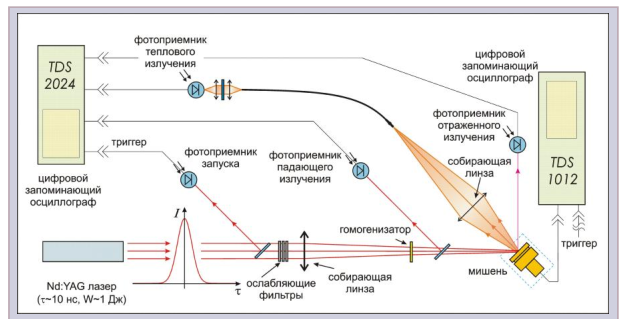 TDS
2024
фотоприемник
теплового
излучения
цифровой
запоминающий
осциллограф
TDS
1012
фотоприемник
отраженного
излучения
собирающая
линза
триггер
цифровой
запоминающий
осциллограф
фотоприемник
запуска
фотоприемник
падающего
излучения
гомогенизатор
триггер
мишень
I
τ
ослабляющие
фильтры
собирающая
линза
Nd:YAG лазер
(τ~10 нс, W~1 Дж)